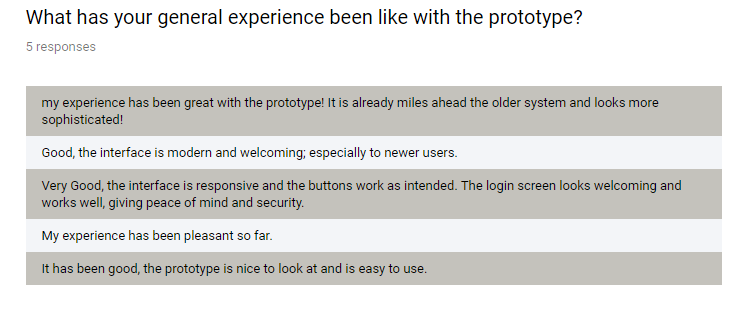 What has your general experience been like with the prototype?
5 responses
my experience has been great with the prototype! It is already miles ahead the older system and looks more
sophisticated!
Good, the interface is modern and welcoming; especially to newer users.
Very Good, the interface is responsive and the buttons work as intended. The login screen looks welcoming and
works well, giving peace of mind and security.
My experience has been pleasant so far.
It has been good, the prototype is nice to look at and is easy to use.